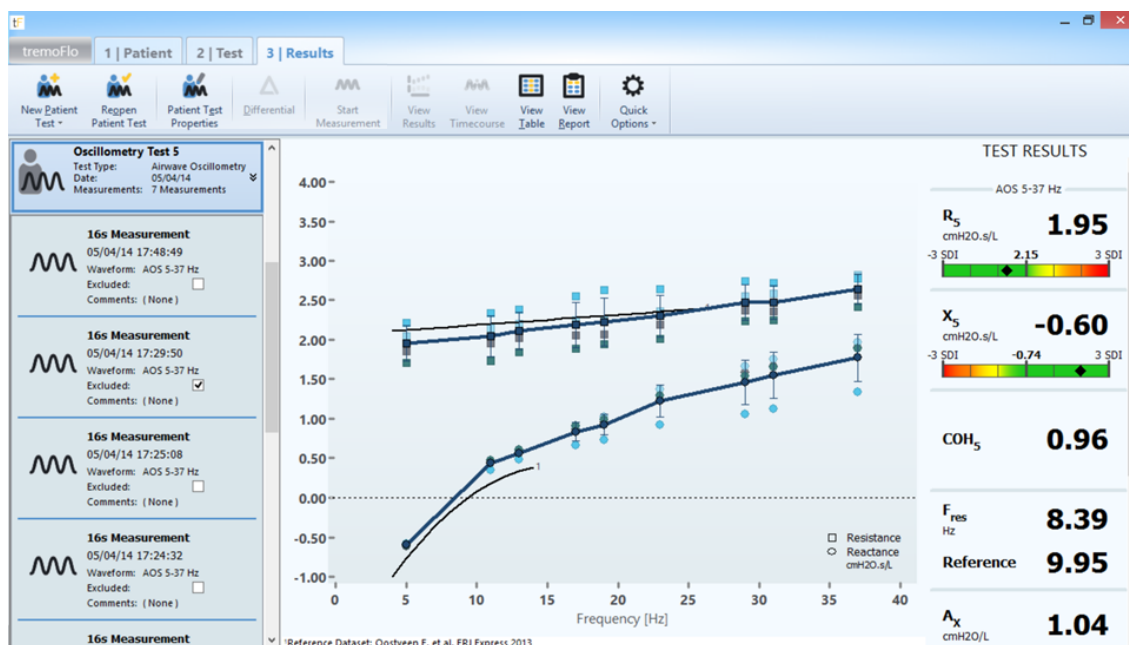 tF
tremoFlo 1 | Patient 2 | Test 3 | Results
New Patient Test
Reopen Patient Test
Patient Test Properties
Differential
Start Measurement
View Results
View Timecourse
View Table
View Report
Quick Options
Oscillometry Test 5
Test Type: Airwave Oscillometry
Date: 05/04/14
Measurements: 7 Measurements
16s Measurement
05/04/14 17:48:49
Waveform: AOS 5-37 Hz
Excluded:
Comments: ( None )
16s Measurement
05/04/14 17:29:50
Waveform: AOS 5-37 Hz
Excluded:
Comments: ( None )
16s Measurement
05/04/14 17:25:08
Waveform: AOS 5-37 Hz
Excluded:
Comments: ( None )
16s Measurement
05/04/14 17:24:32
Waveform: AOS 5-37 Hz
Excluded:
Comments: ( None )
16s Measurement
4.00
3.50
3.00
2.50
2.00
1.50
1.00
0.50
0.00
-0.50
-1.00
1
Resistance
Reactance
cmH2O.s/L
0 5 10 15 20 25 30 35 40
Frequency [Hz]
¹Reference Dataset: Oostveen E. et al. ERJ Express 2013
TEST RESULTS
AOS 5-37 Hz
R5 1.95
cmH2O.s/L
-3 SDI 2.15 3 SDI
X5 -0.60
cmH2O.s/L
-3 SDI -0.74 3 SDI
COH5 0.96
Fres 8.39
Hz
Reference 9.95
AX 1.04
cmH2O/L